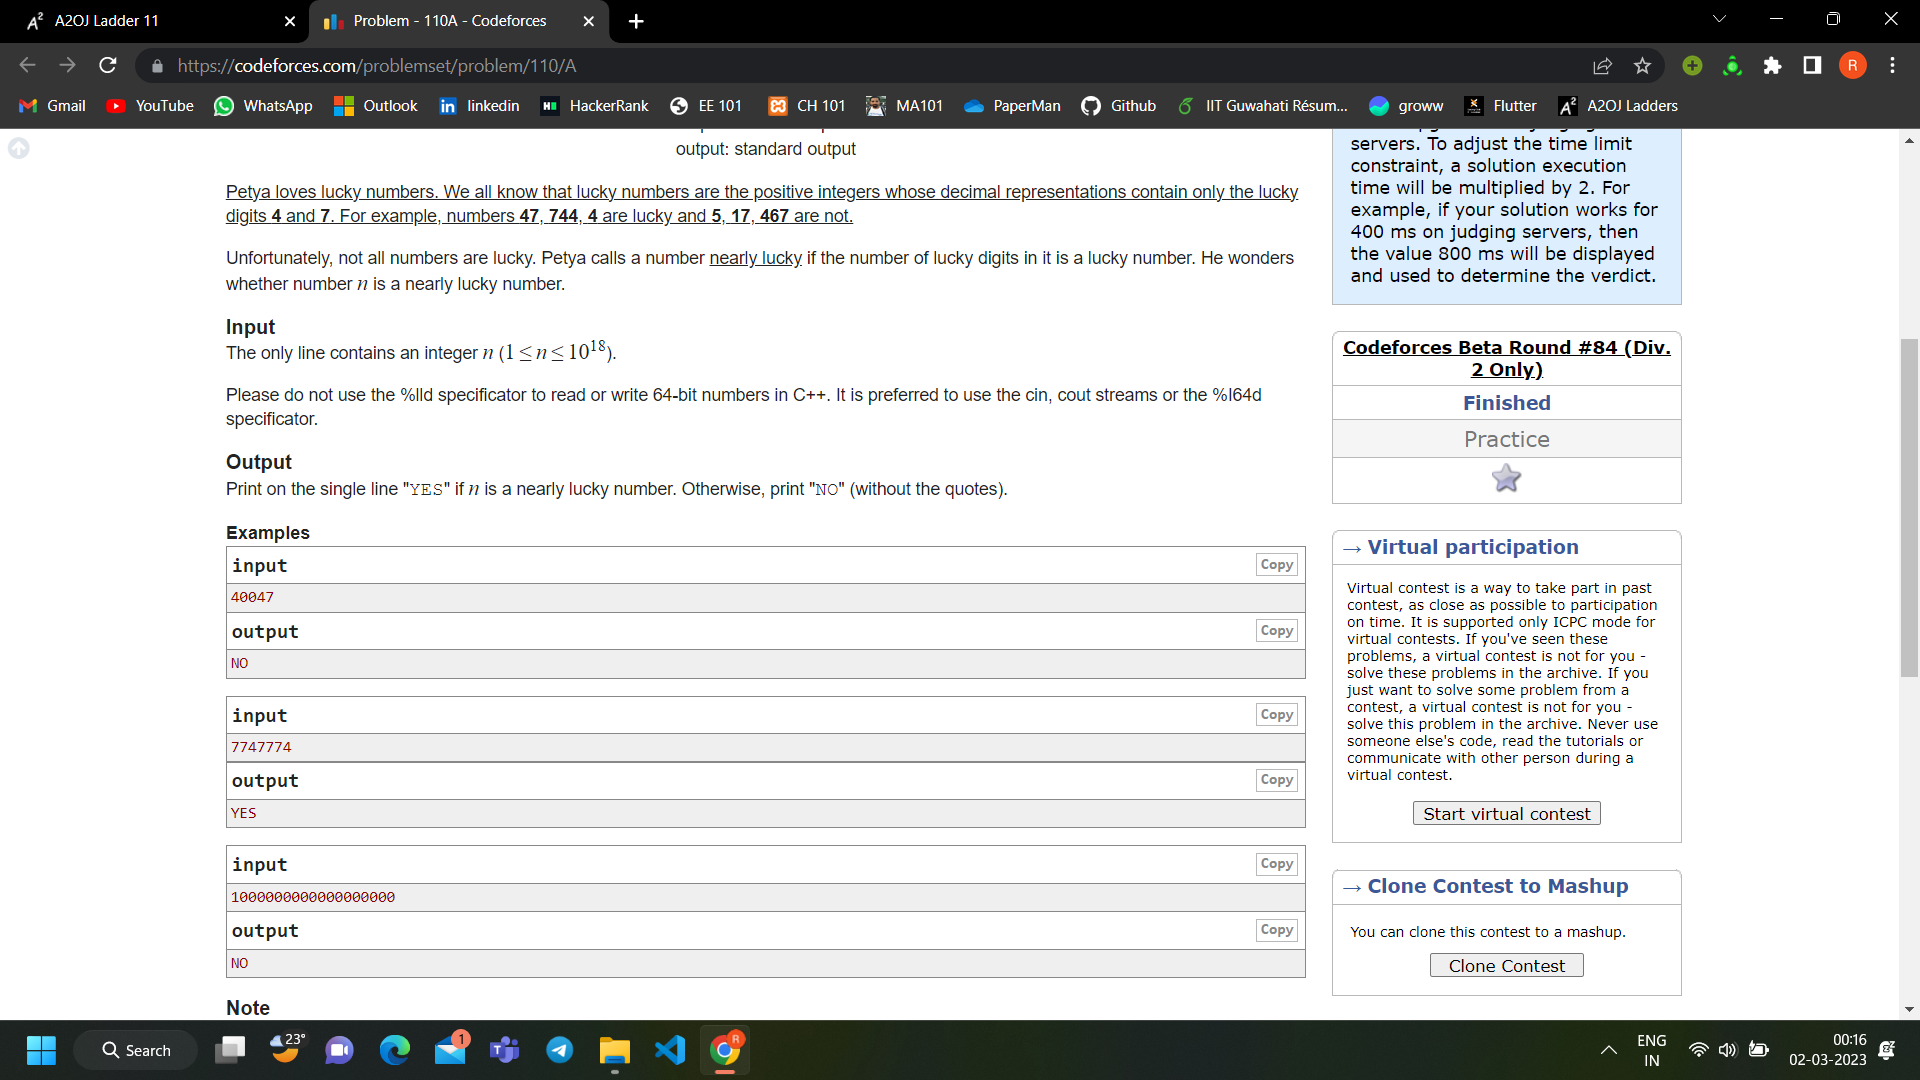 A2OJ Ladder 11
Problem - 110A - Codeforces
https://codeforces.com/problemset/problem/110/A
R
Gmail
YouTube
WhatsApp
Outlook
linkedin
HackerRank
EE 101
CH 101
MA101
PaperMan
Github
IIT Guwahati Résum...
groww
Flutter
A2OJ Ladders
output: standard output
Petya loves lucky numbers. We all know that lucky numbers are the positive integers whose decimal representations contain only the lucky
digits 4 and 7. For example, numbers 47, 744, 4 are lucky and 5, 17, 467 are not.
Unfortunately, not all numbers are lucky. Petya calls a number nearly lucky if the number of lucky digits in it is a lucky number. He wonders
whether number n is a nearly lucky number.
Input
The only line contains an integer n (1 ≤ n ≤ 10^18).
Please do not use the %lld specificator to read or write 64-bit numbers in С++. It is preferred to use the cin, cout streams or the %I64d
specificator.
Output
Print on the single line "YES" if n is a nearly lucky number. Otherwise, print "NO" (without the quotes).
Examples
input
Copy
40047
output
Copy
NO
input
Copy
7747774
output
Copy
YES
input
Copy
1000000000000000000
output
Copy
NO
Note
servers. To adjust the time limit
constraint, a solution execution
time will be multiplied by 2. For
example, if your solution works for
400 ms on judging servers, then
the value 800 ms will be displayed
and used to determine the verdict.
Codeforces Beta Round #84 (Div.
2 Only)
Finished
Practice
→ Virtual participation
Virtual contest is a way to take part in past
contest, as close as possible to participation
on time. It is supported only ICPC mode for
virtual contests. If you've seen these
problems, a virtual contest is not for you -
solve these problems in the archive. If you
just want to solve some problem from a
contest, a virtual contest is not for you -
solve this problem in the archive. Never use
someone else's code, read the tutorials or
communicate with other person during a
virtual contest.
Start virtual contest
→ Clone Contest to Mashup
You can clone this contest to a mashup.
Clone Contest
Search
23°
1
R
ENG
IN
00:16
02-03-2023